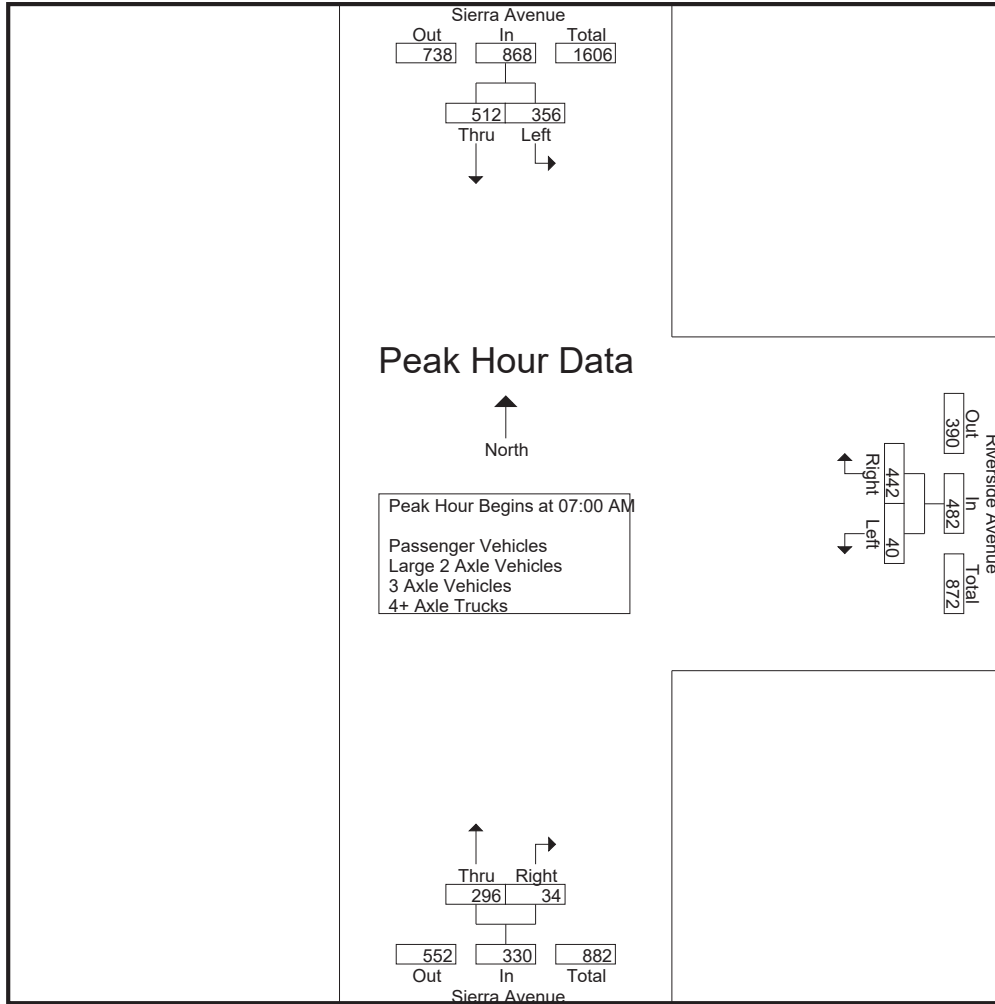 Sierra Avenue
Out In Total
738 868 1606
512 356
Thru Left
Peak Hour Data
North
Peak Hour Begins at 07:00 AM
Passenger Vehicles
Large 2 Axle Vehicles
3 Axle Vehicles
4+ Axle Trucks
Riverside Avenue
Out In Total
390 482 872
442 40
Right Left
Thru Right
296 34
552 330 882
Out In Total
Sierra Avenue